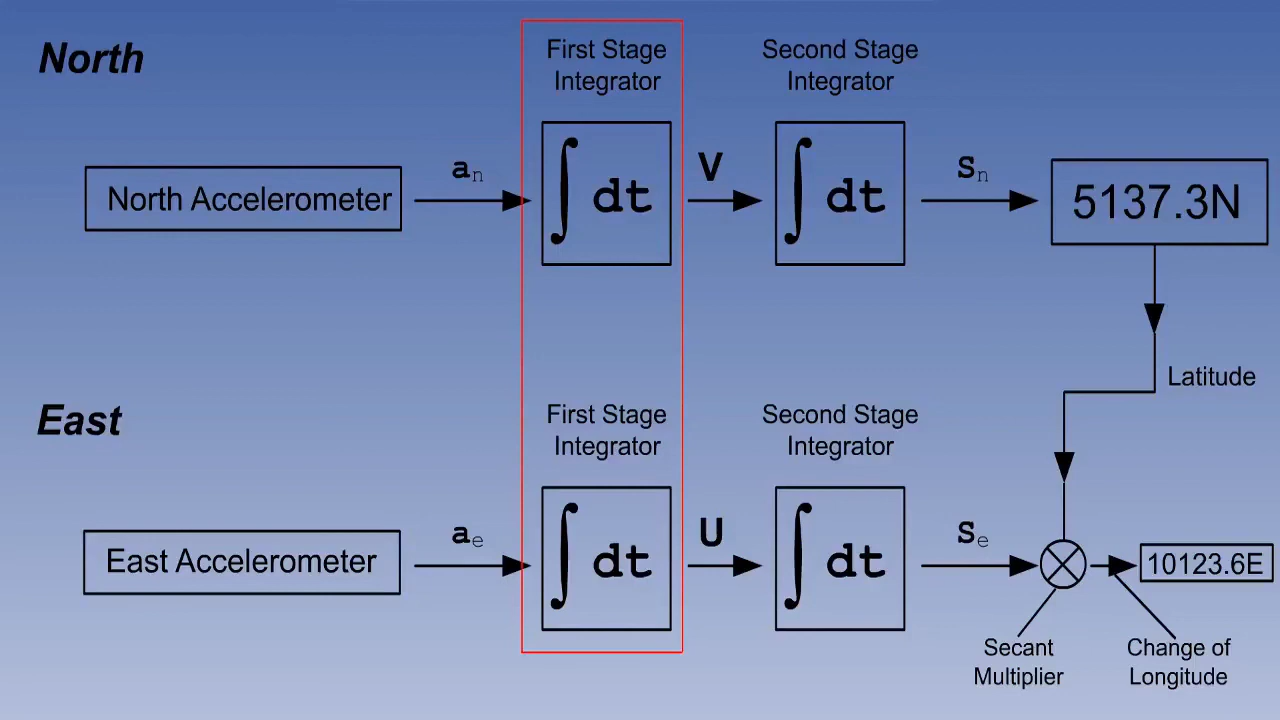 North
First Stage
Integrator
Second Stage
Integrator
North Accelerometer
an
∫ dt
V
∫ dt
Sn
5137.3N
Latitude
East
First Stage
Integrator
Second Stage
Integrator
East Accelerometer
ae
∫ dt
U
∫ dt
Se
10123.6E
Secant
Multiplier
Change of
Longitude